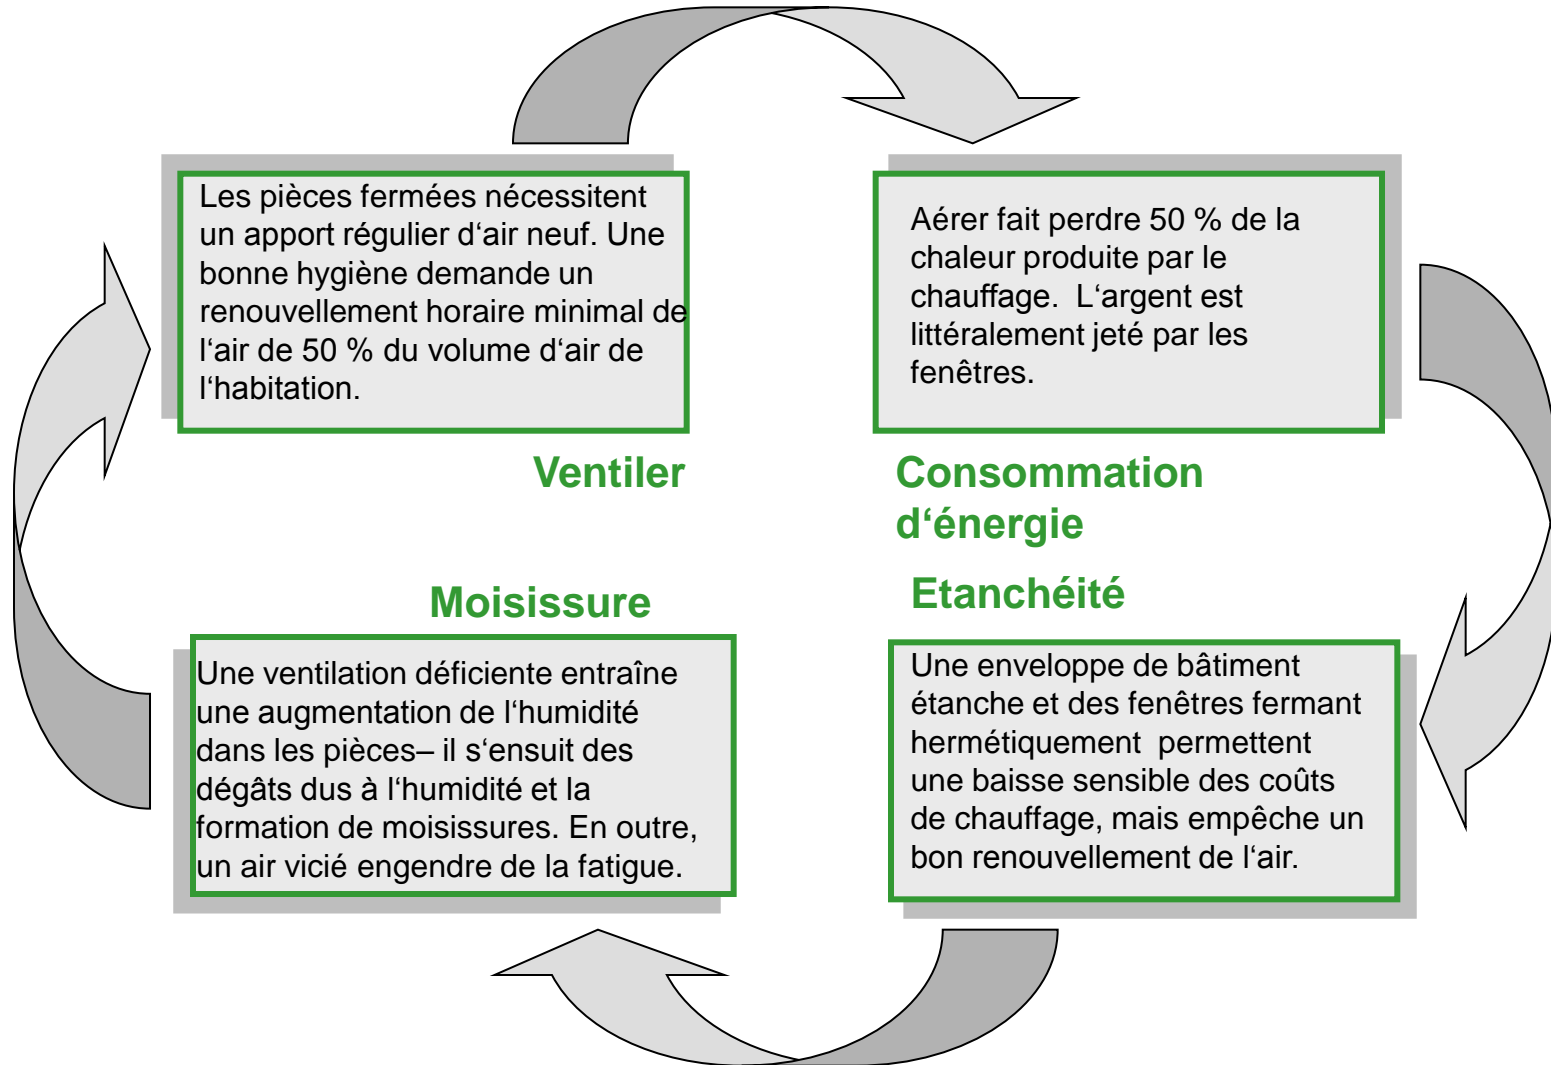 Les pièces fermées nécessitent
un apport régulier d‘air neuf. Une
bonne hygiène demande un
renouvellement horaire minimal de
l‘air de 50 % du volume d‘air de
l‘habitation.
Ventiler
Aérer fait perdre 50 % de la
chaleur produite par le
chauffage.  L‘argent est
littéralement jeté par les
fenêtres.
Consommation
d‘énergie
Etanchéité
Une enveloppe de bâtiment
étanche et des fenêtres fermant
hermétiquement  permettent
une baisse sensible des coûts
de chauffage, mais empêche un
bon renouvellement de l‘air.
Moisissure
Une ventilation déficiente entraîne
une augmentation de l‘humidité
dans les pièces– il s‘ensuit des
dégâts dus à l‘humidité et la
formation de moisissures. En outre,
un air vicié engendre de la fatigue.